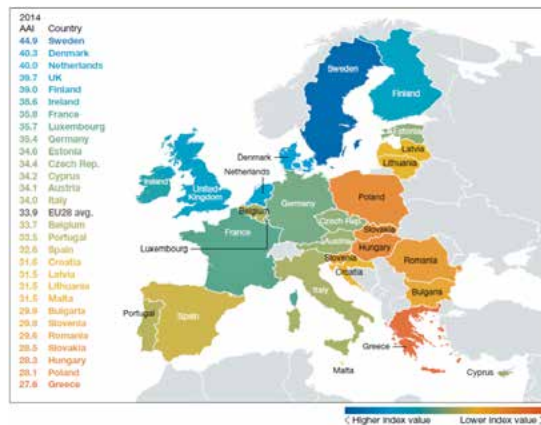 2014
AAI Country
44.9 Sweden
40.3 Denmark
40.0 Netherlands
39.7 UK
39.0 Finland
38.6 Ireland
35.8 France
35.7 Luxembourg
35.4 Germany
34.6 Estonia
34.4 Czech Rep.
34.2 Cyprus
34.1 Austria
34.0 Italy
33.9 EU28 avg.
33.7 Belgium
33.5 Portugal
32.6 Spain
31.6 Croatia
31.5 Latvia
31.5 Lithuania
31.5 Malta
29.9 Bulgaria
29.8 Slovenia
29.6 Romania
28.5 Slovakia
28.3 Hungary
28.1 Poland
27.6 Greece
Sweden
Finland
Estonia
Latvia
Lithuania
Denmark
Netherlands
Ireland
United
Kingdom
Belgium
Germany
Poland
Luxembourg
France
Czech Rep.
Slovakia
Austria
Hungary
Slovenia
Croatia
Romania
Bulgaria
Italy
Portugal
Spain
Greece
Malta
Cyprus
< Higher index value
Lower index value >